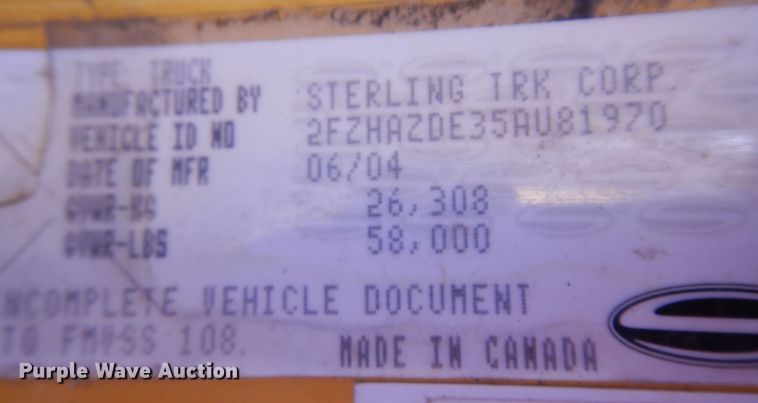 TYPE: TRUCK
MANUFACTURED BY STERLING TRK CORP.
VEHICLE ID NO 2FZHAZDE35AU81970
DATE OF MFR 06/04
GVWR-KG 26,308
GVWR-LBS 58,000
INCOMPLETE VEHICLE DOCUMENT
TO FMVSS 108.
MADE IN CANADA
Purple Wave Auction